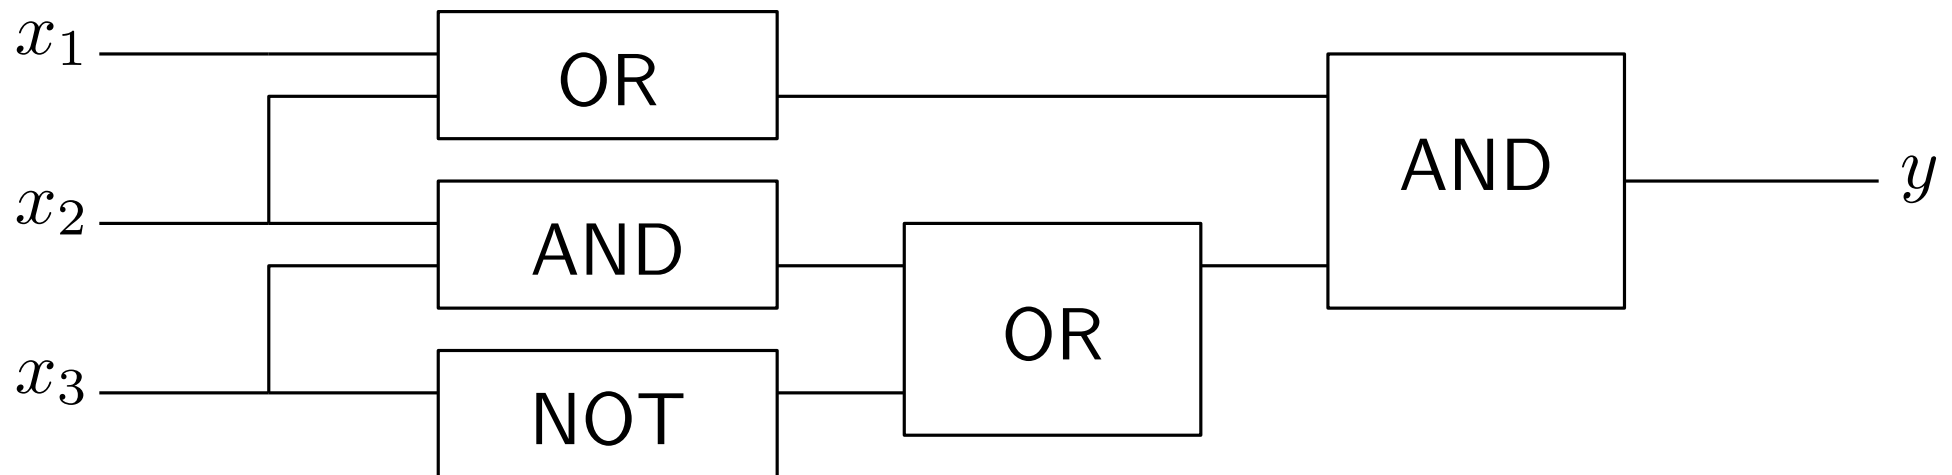 x₁
OR
AND
y
x₂
AND
OR
x₃
NOT